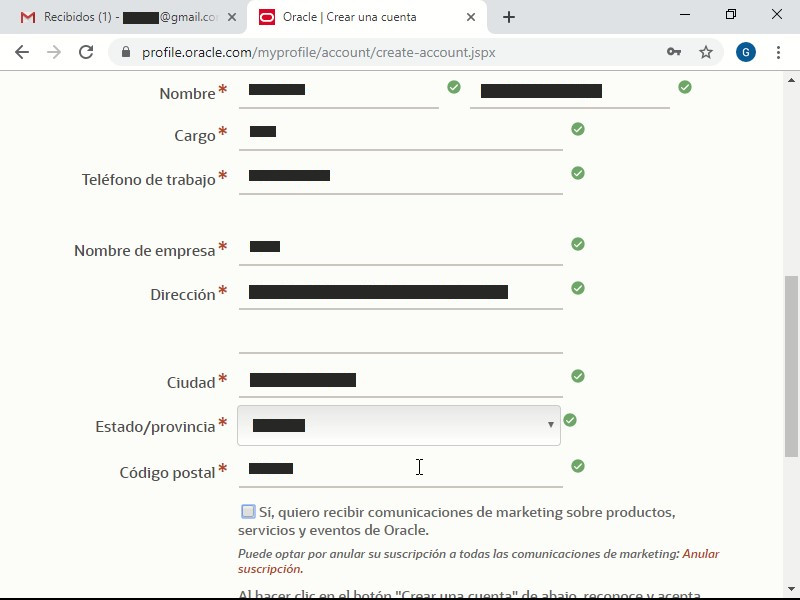 Recibidos (1) - @gmail.co
Oracle | Crear una cuenta
profile.oracle.com/myprofile/account/create-account.jspx
G
Nombre*
Cargo*
Teléfono de trabajo*
Nombre de empresa*
Dirección*
Ciudad*
Estado/provincia*
Código postal*
Sí, quiero recibir comunicaciones de marketing sobre productos,
servicios y eventos de Oracle.
Puede optar por anular su suscripción a todas las comunicaciones de marketing: Anular
suscripción.
Al hacer clic en el botón "Crear una cuenta" de abajo, reconoce y acepta